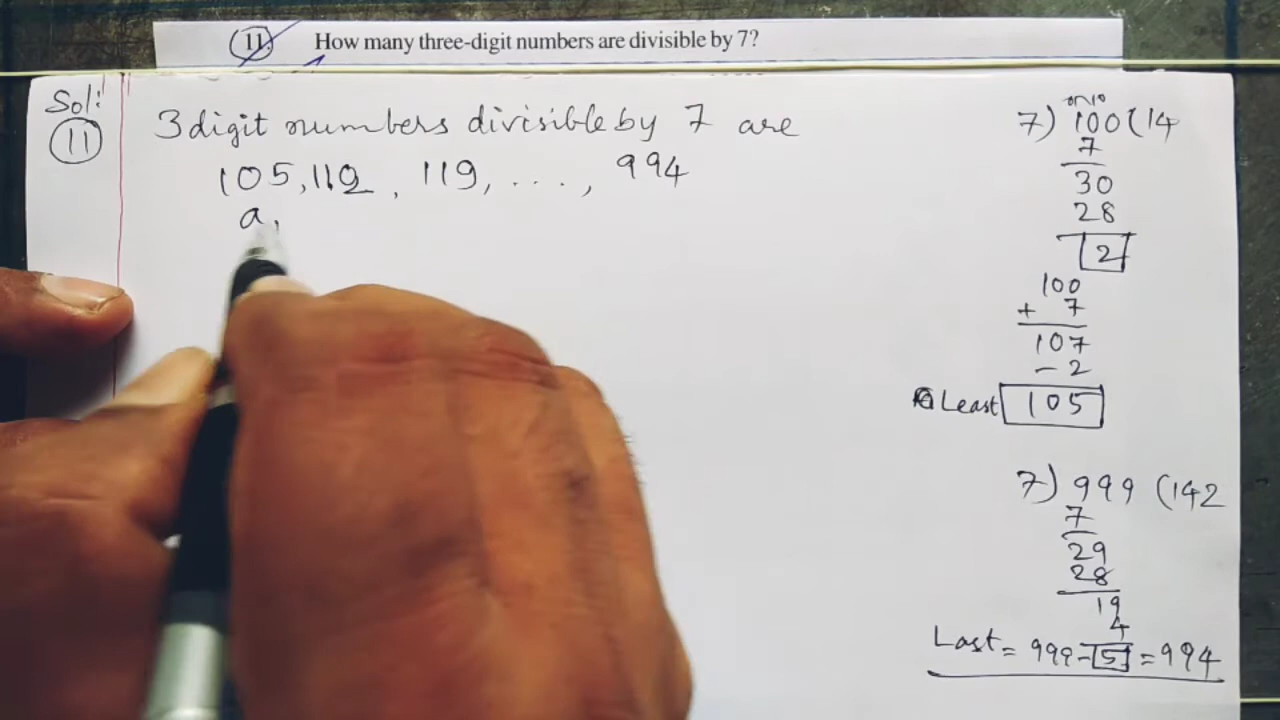 11. How many three-digit numbers are divisible by 7?
Sol:
11
3 digit numbers divisible by 7 are
105, 112, 119, ...., 994
a,
7) 100 (14
7
30
28
2
100
+ 7
107
- 2
Least 105
7) 999 (142
7
29
28
19
4
Last = 999 - 5 = 994